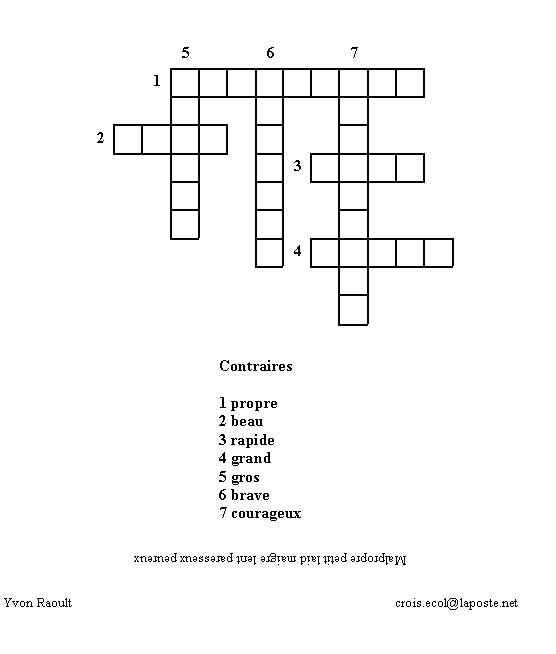 5 6 7
1
2
3
4
Contraires
1 propre
2 beau
3 rapide
4 grand
5 gros
6 brave
7 courageux
Malpropre petit laid maigre lent paresseux peureux
Yvon Raoult crois.ecol@laposte.net